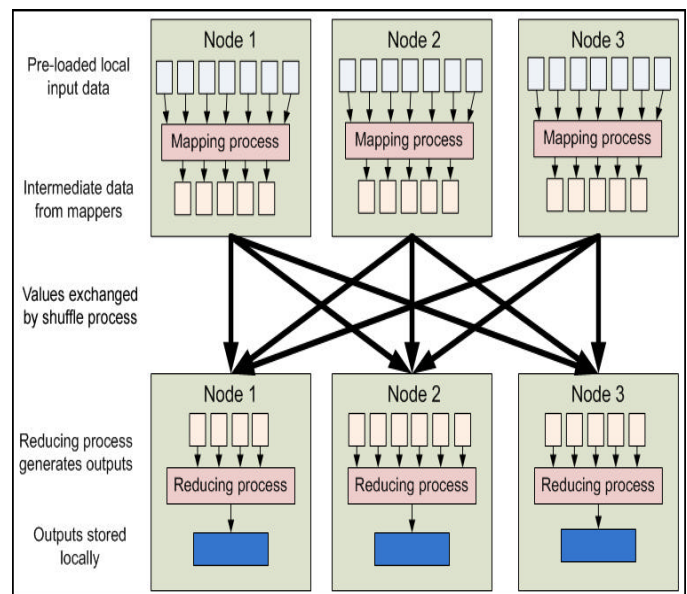 Node 1
Node 2
Node 3
Pre-loaded local
input data
Mapping process
Mapping process
Mapping process
Intermediate data
from mappers
Values exchanged
by shuffle process
Node 1
Node 2
Node 3
Reducing process
generates outputs
Reducing process
Reducing process
Reducing process
Outputs stored
locally